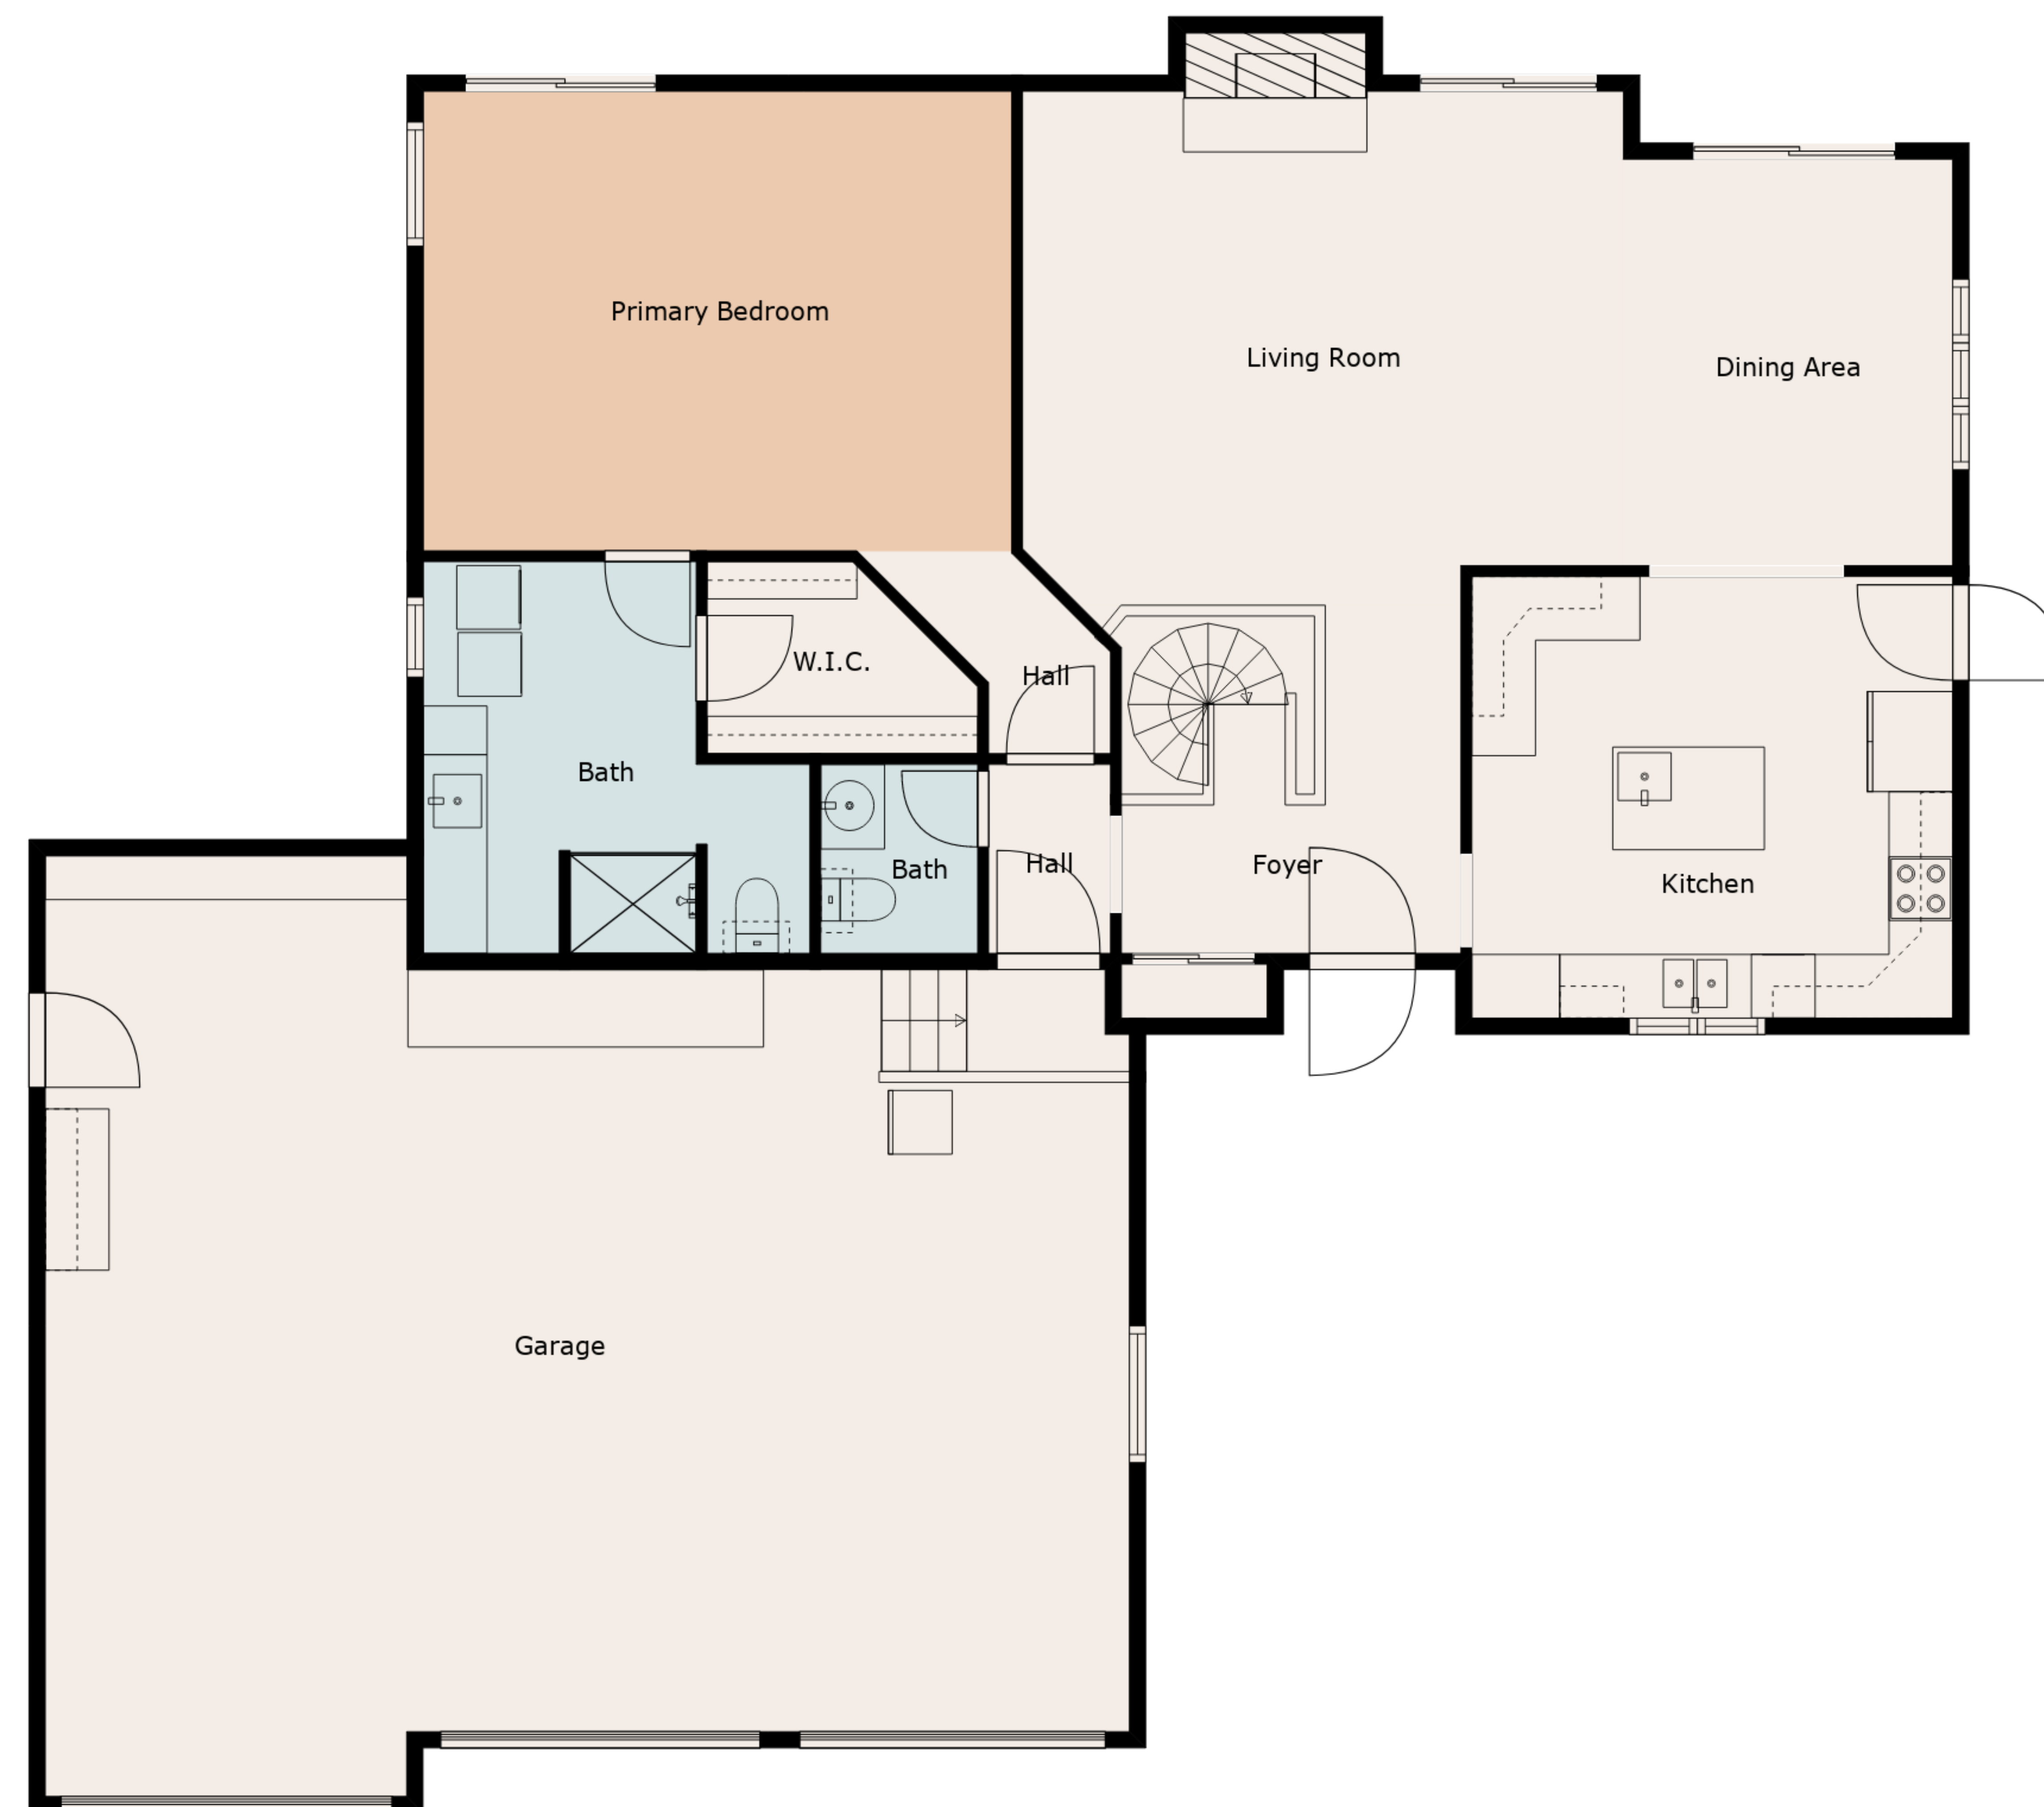 Primary Bedroom
Living Room
Dining Area
W.I.C.
Hall
Bath
Bath
Hall
Foyer
Kitchen
Garage